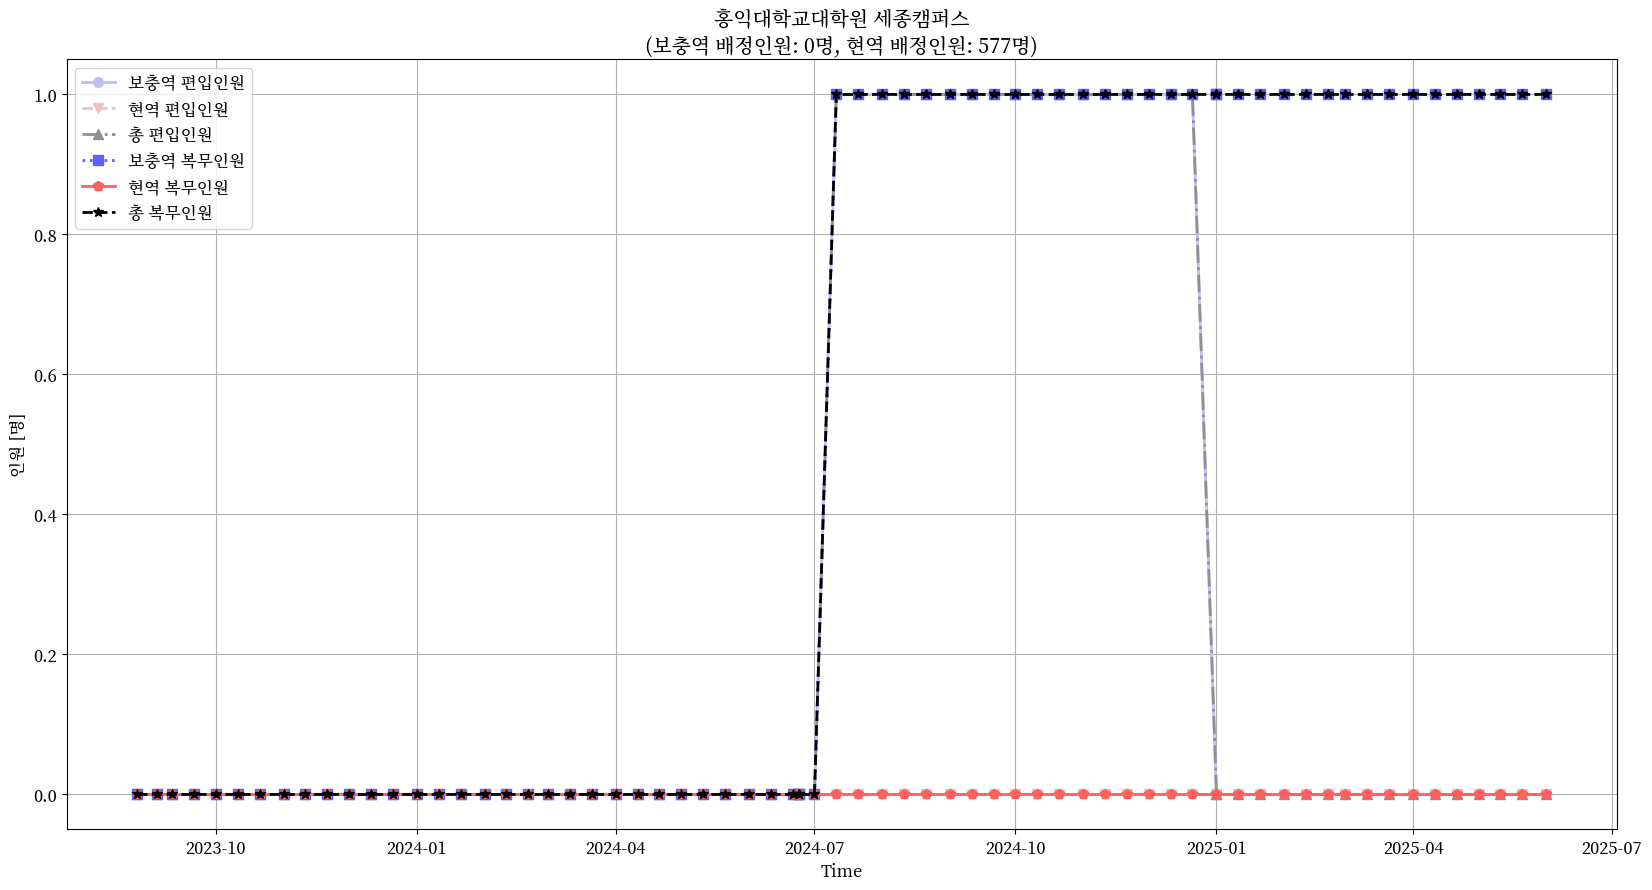 홍익대학교대학원 세종캠퍼스
(보충역 배정인원: 0명, 현역 배정인원: 577명)
보충역 편입인원
현역 편입인원
총 편입인원
보충역 복무인원
현역 복무인원
총 복무인원
1.0
0.8
0.6
0.4
0.2
0.0
인원 [명]
2023-10
2024-01
2024-04
2024-07
2024-10
2025-01
2025-04
2025-07
Time